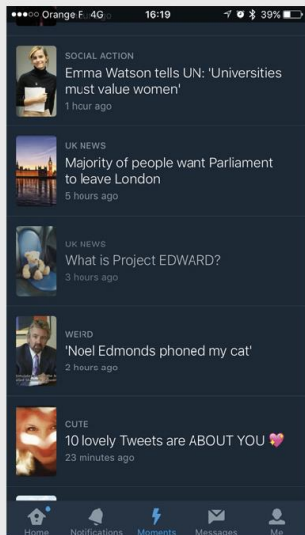 Orange F 4G 16:19 39%
SOCIAL ACTION
Emma Watson tells UN: 'Universities
must value women'
1 hour ago
UK NEWS
Majority of people want Parliament
to leave London
5 hours ago
UK NEWS
What is Project EDWARD?
3 hours ago
WEIRD
'Noel Edmonds phoned my cat'
2 hours ago
CUTE
10 lovely Tweets are ABOUT YOU 💖
23 minutes ago
Home Notifications Moments Messages Me